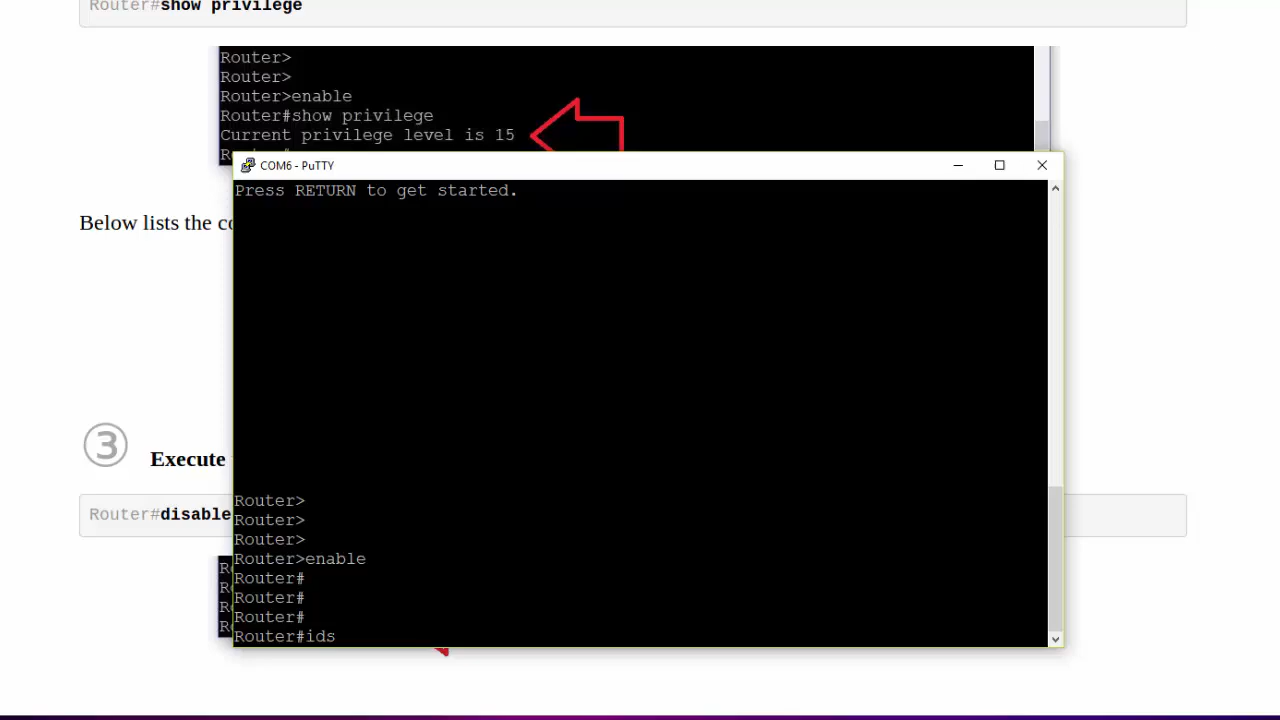 Router#show privilege
Router>
Router>
Router>enable
Router#show privilege
Current privilege level is 15
COM6 - PuTTY
Press RETURN to get started.
Below lists the
③ Execute
Router#disable
Router>
Router>
Router>
Router>enable
Router#
Router#
Router#
Router#ids